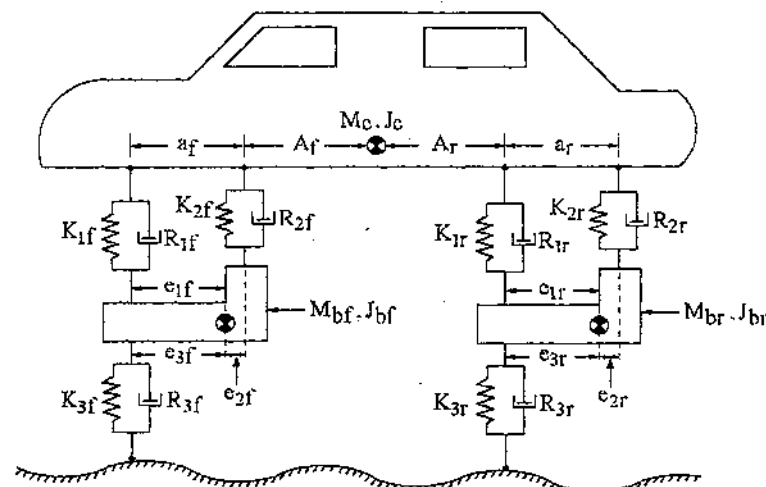 M_c . J_c
a_f A_f A_r a_r
K_2f R_2f K_2r R_2r
K_1f R_1f K_1r R_1r
e_1f e_1r
M_bf . J_bf M_br . J_br
e_3f e_3r
e_2f e_2r
K_3f R_3f K_3r R_3r